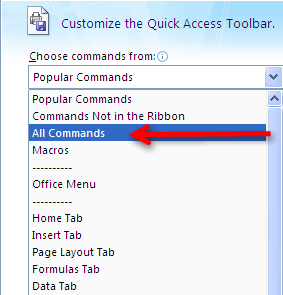 Customize the Quick Access Toolbar.
Choose commands from:
Popular Commands
Popular Commands
Commands Not in the Ribbon
All Commands
Macros
----------
Office Menu
----------
Home Tab
Insert Tab
Page Layout Tab
Formulas Tab
Data Tab